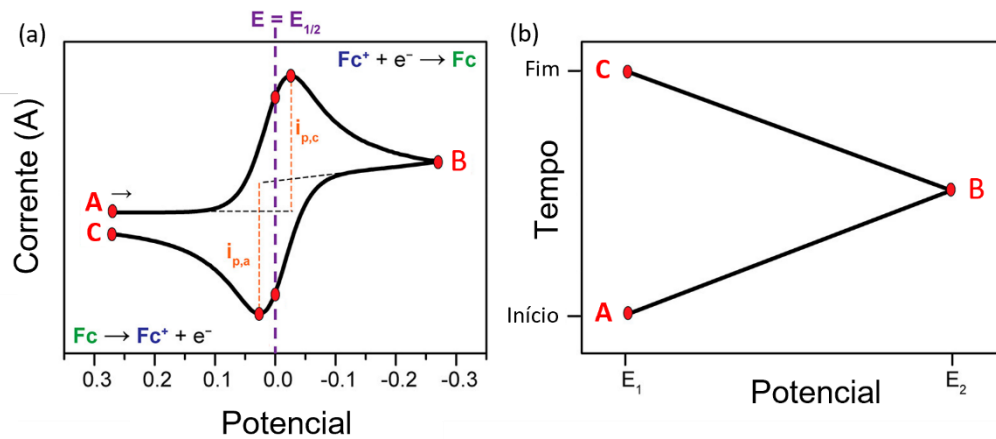 (a)
E = E1/2
Fc⁺ + e⁻ → Fc
ip,c
A →
B
C
ip,a
Fc → Fc⁺ + e⁻
Corrente (A)
0.3 0.2 0.1 0.0 -0.1 -0.2 -0.3
Potencial
(b)
Fim
C
B
Início
A
Tempo
E1 E2
Potencial